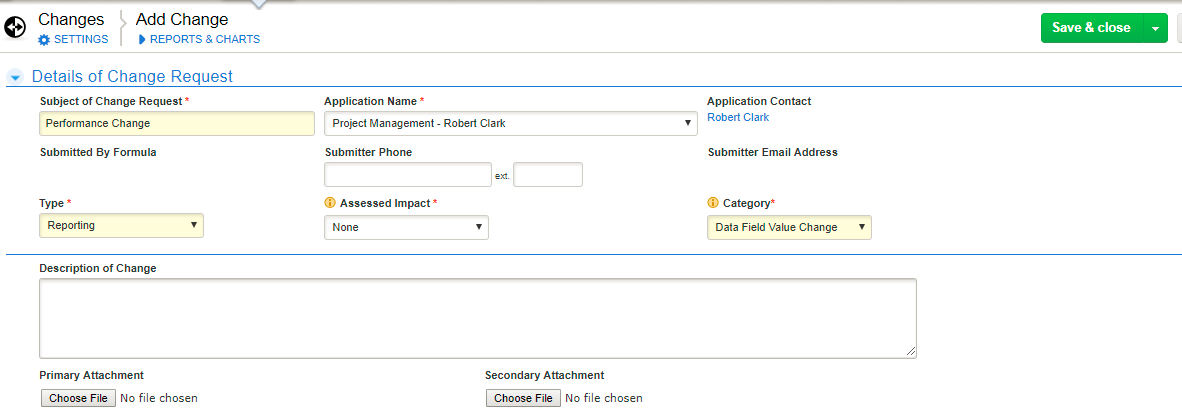 Changes
Add Change
SETTINGS
REPORTS & CHARTS
Save & close
Details of Change Request
Subject of Change Request *
Application Name *
Application Contact
Performance Change
Project Management - Robert Clark
Robert Clark
Submitted By Formula
Submitter Phone
Submitter Email Address
ext.
Type *
Assessed Impact *
Category*
Reporting
None
Data Field Value Change
Description of Change
Primary Attachment
Secondary Attachment
Choose File No file chosen
Choose File No file chosen